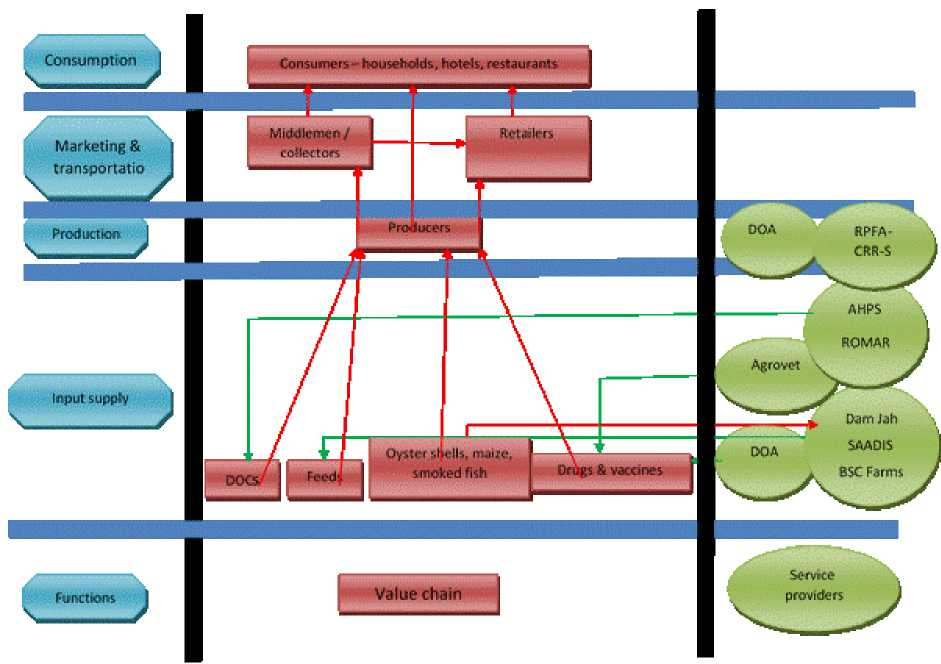 Consumption
Consumers – households, hotels, restaurants
Marketing &
transportatio
Middlemen /
collectors
Retailers
Production
Producers
DOA
RPFA-
CRR-S
Input supply
AHPS
ROMAR
Agrovet
Dam Jah
SAADIS
BSC Farms
DOA
DOCS
Feeds
Oyster shells, maize,
smoked fish
Drugs & vaccines
Functions
Value chain
Service
providers